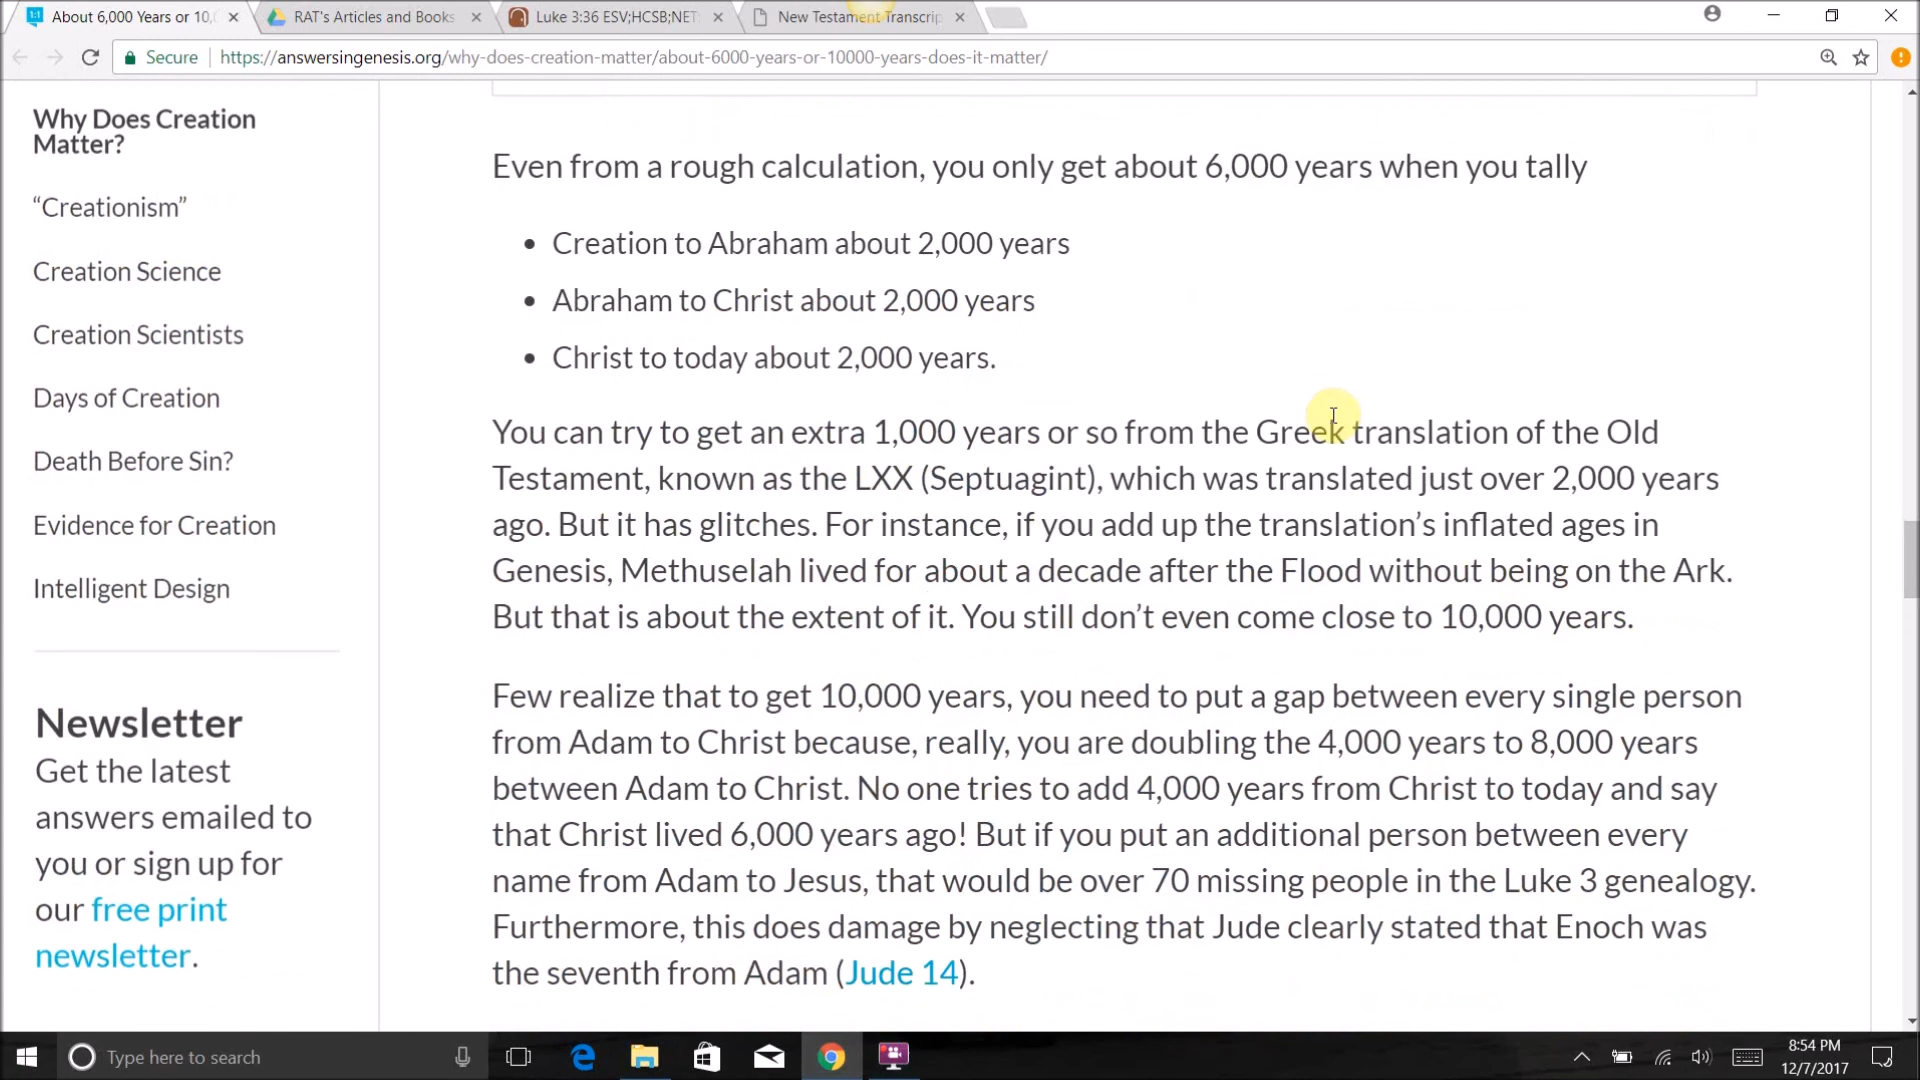 About 6,000 Years or 10,
RAT's Articles and Books
Luke 3:36 ESV;HCSB;NET
New Testament Transcrip
Secure
https://answersingenesis.org/why-does-creation-matter/about-6000-years-or-10000-years-does-it-matter/
Why Does Creation
Matter?
“Creationism”
Creation Science
Creation Scientists
Days of Creation
Death Before Sin?
Evidence for Creation
Intelligent Design
Newsletter
Get the latest
answers emailed to
you or sign up for
our free print
newsletter.
Even from a rough calculation, you only get about 6,000 years when you tally
• Creation to Abraham about 2,000 years
• Abraham to Christ about 2,000 years
• Christ to today about 2,000 years.
You can try to get an extra 1,000 years or so from the Greek translation of the Old
Testament, known as the LXX (Septuagint), which was translated just over 2,000 years
ago. But it has glitches. For instance, if you add up the translation’s inflated ages in
Genesis, Methuselah lived for about a decade after the Flood without being on the Ark.
But that is about the extent of it. You still don’t even come close to 10,000 years.
Few realize that to get 10,000 years, you need to put a gap between every single person
from Adam to Christ because, really, you are doubling the 4,000 years to 8,000 years
between Adam to Christ. No one tries to add 4,000 years from Christ to today and say
that Christ lived 6,000 years ago! But if you put an additional person between every
name from Adam to Jesus, that would be over 70 missing people in the Luke 3 genealogy.
Furthermore, this does damage by neglecting that Jude clearly stated that Enoch was
the seventh from Adam (Jude 14).
Type here to search
8:54 PM
12/7/2017